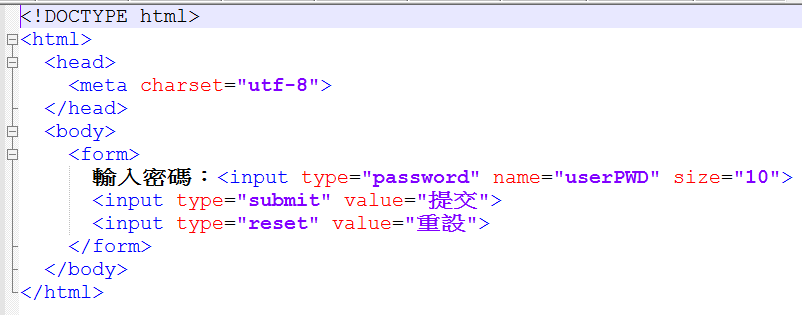 <!DOCTYPE html>
<html>
<head>
<meta charset="utf-8">
</head>
<body>
<form>
輸入密碼：<input type="password" name="userPWD" size="10">
<input type="submit" value="提交">
<input type="reset" value="重設">
</form>
</body>
</html>